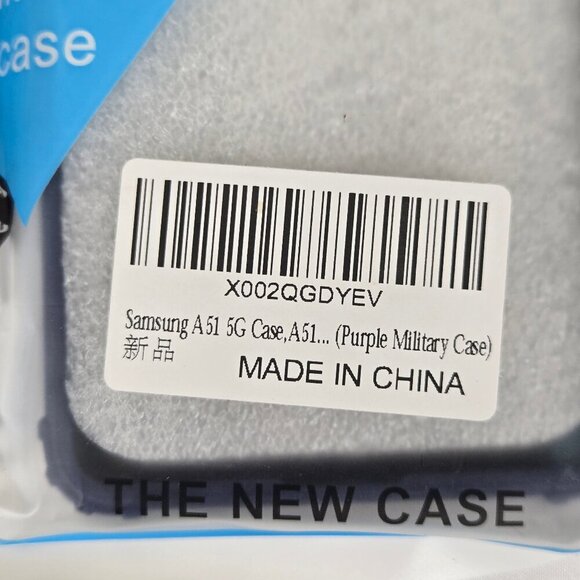 case
X002QGDYEV
Samsung A51 5G Case,A51... (Purple Military Case)
新品
MADE IN CHINA
THE NEW CASE